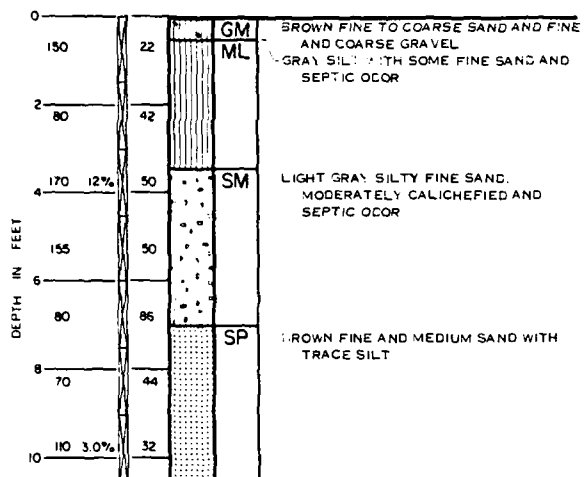 0
GM
BROWN FINE TO COARSE SAND AND FINE
AND COARSE GRAVEL
150
22
ML
GRAY SILT WITH SOME FINE SAND AND
SEPTIC ODOR
2
80
42
170 12% 50
SM
LIGHT GRAY SILTY FINE SAND,
MODERATELY CALICHEFIED AND
SEPTIC ODOR
4
155
50
DEPTH IN FEET
6
80
86
SP
BROWN FINE AND MEDIUM SAND WITH
TRACE SILT
8
70
44
110 3.0% 32
10